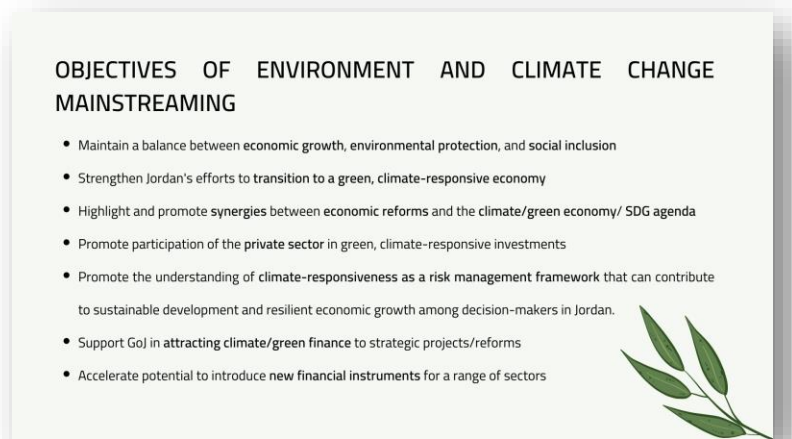 OBJECTIVES OF ENVIRONMENT AND CLIMATE CHANGE
MAINSTREAMING
• Maintain a balance between economic growth, environmental protection, and social inclusion
• Strengthen Jordan's efforts to transition to a green, climate-responsive economy
• Highlight and promote synergies between economic reforms and the climate/green economy/ SDG agenda
• Promote participation of the private sector in green, climate-responsive investments
• Promote the understanding of climate-responsiveness as a risk management framework that can contribute
to sustainable development and resilient economic growth among decision-makers in Jordan.
• Support GoJ in attracting climate/green finance to strategic projects/reforms
• Accelerate potential to introduce new financial instruments for a range of sectors